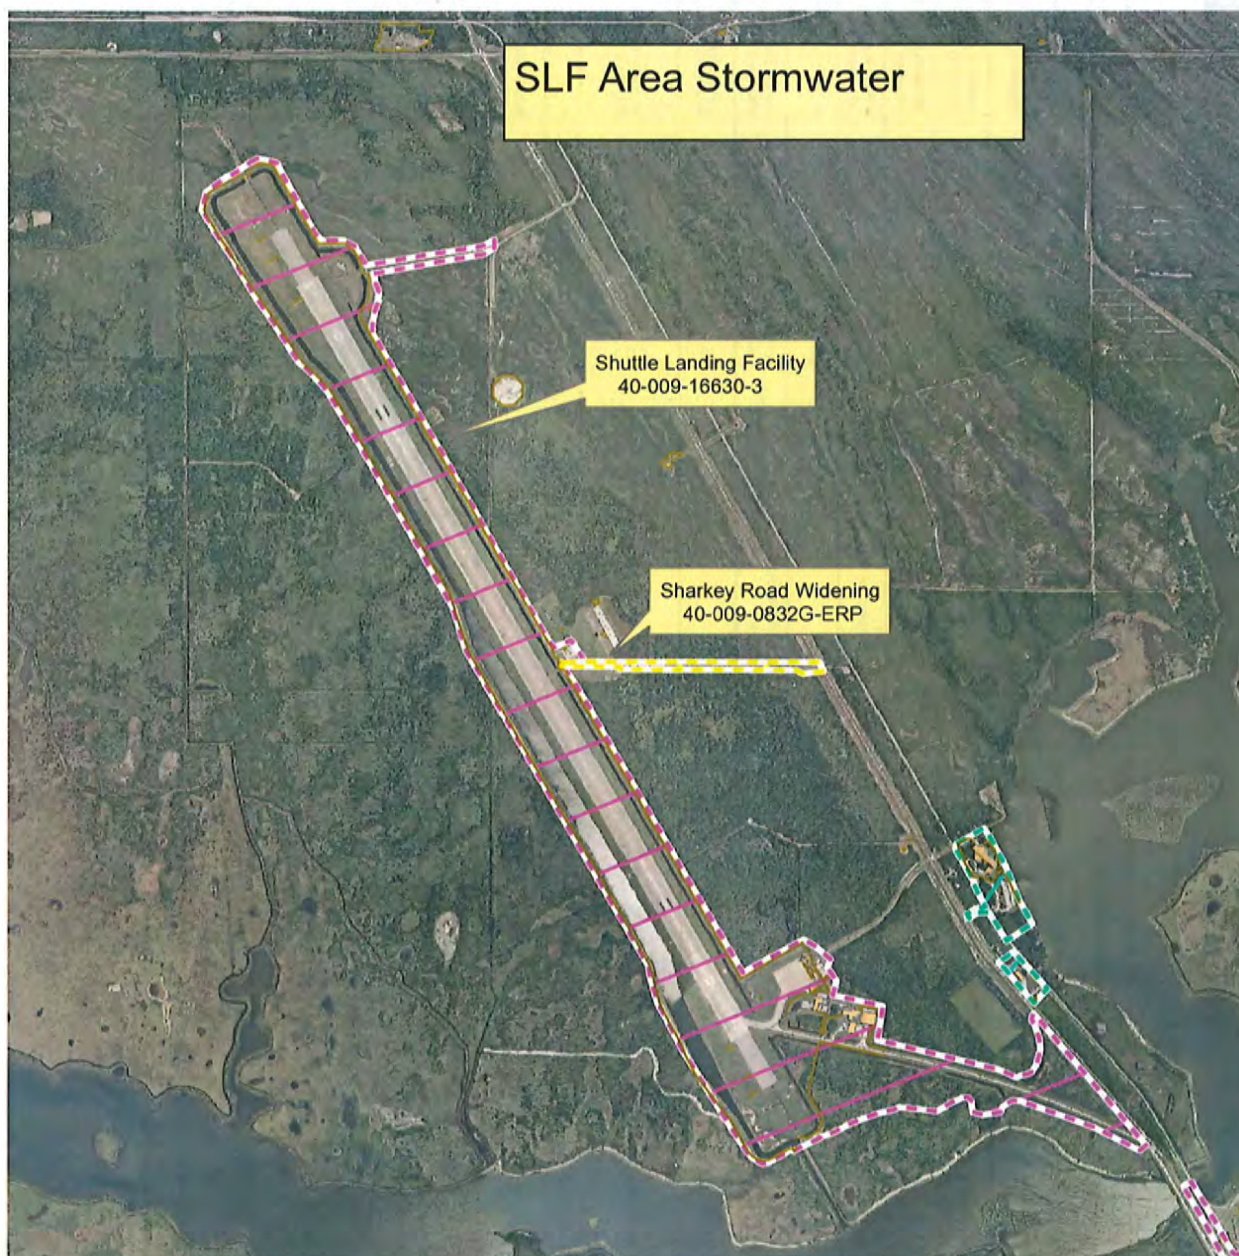 SLF Area Stormwater
Shuttle Landing Facility
40-009-16630-3
Sharkey Road Widening
40-009-0832G-ERP